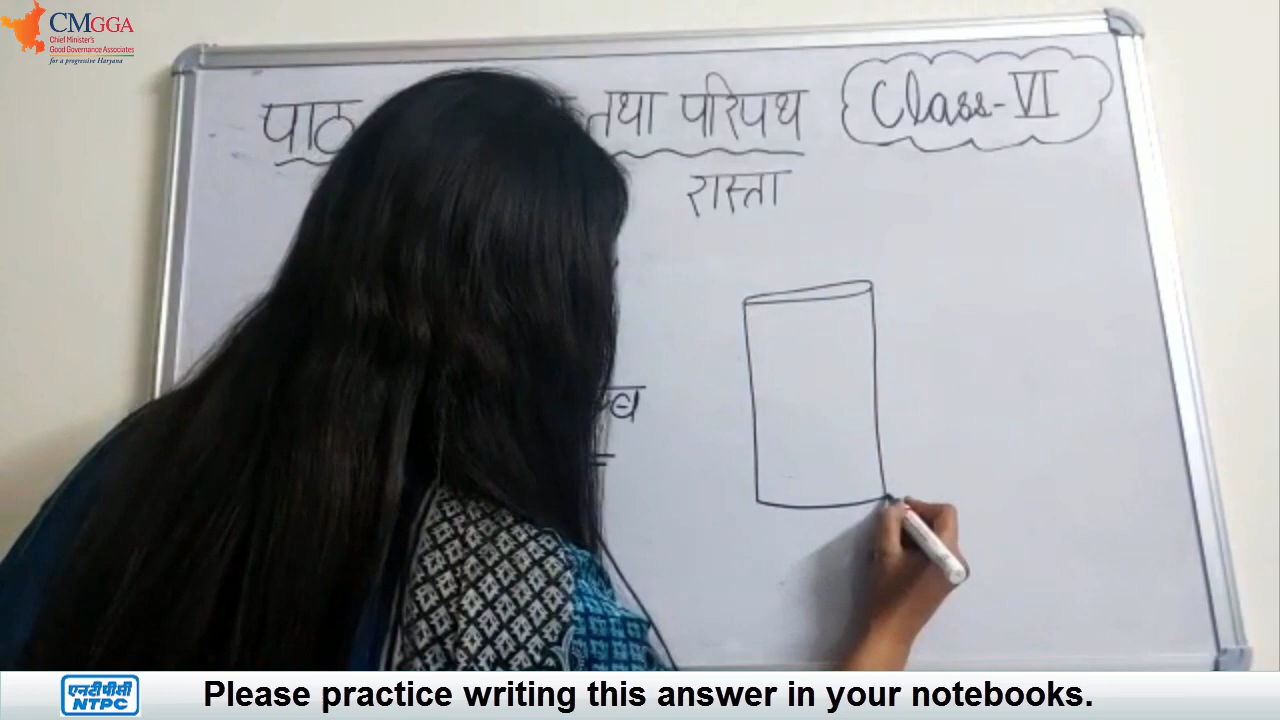 CMGGA
Chief Minister's
Good Governance Associates
for a progressive Haryana
पाठ तथा परिपथ
Class-VI
रास्ता
एनटीपीसी
NTPC
Please practice writing this answer in your notebooks.